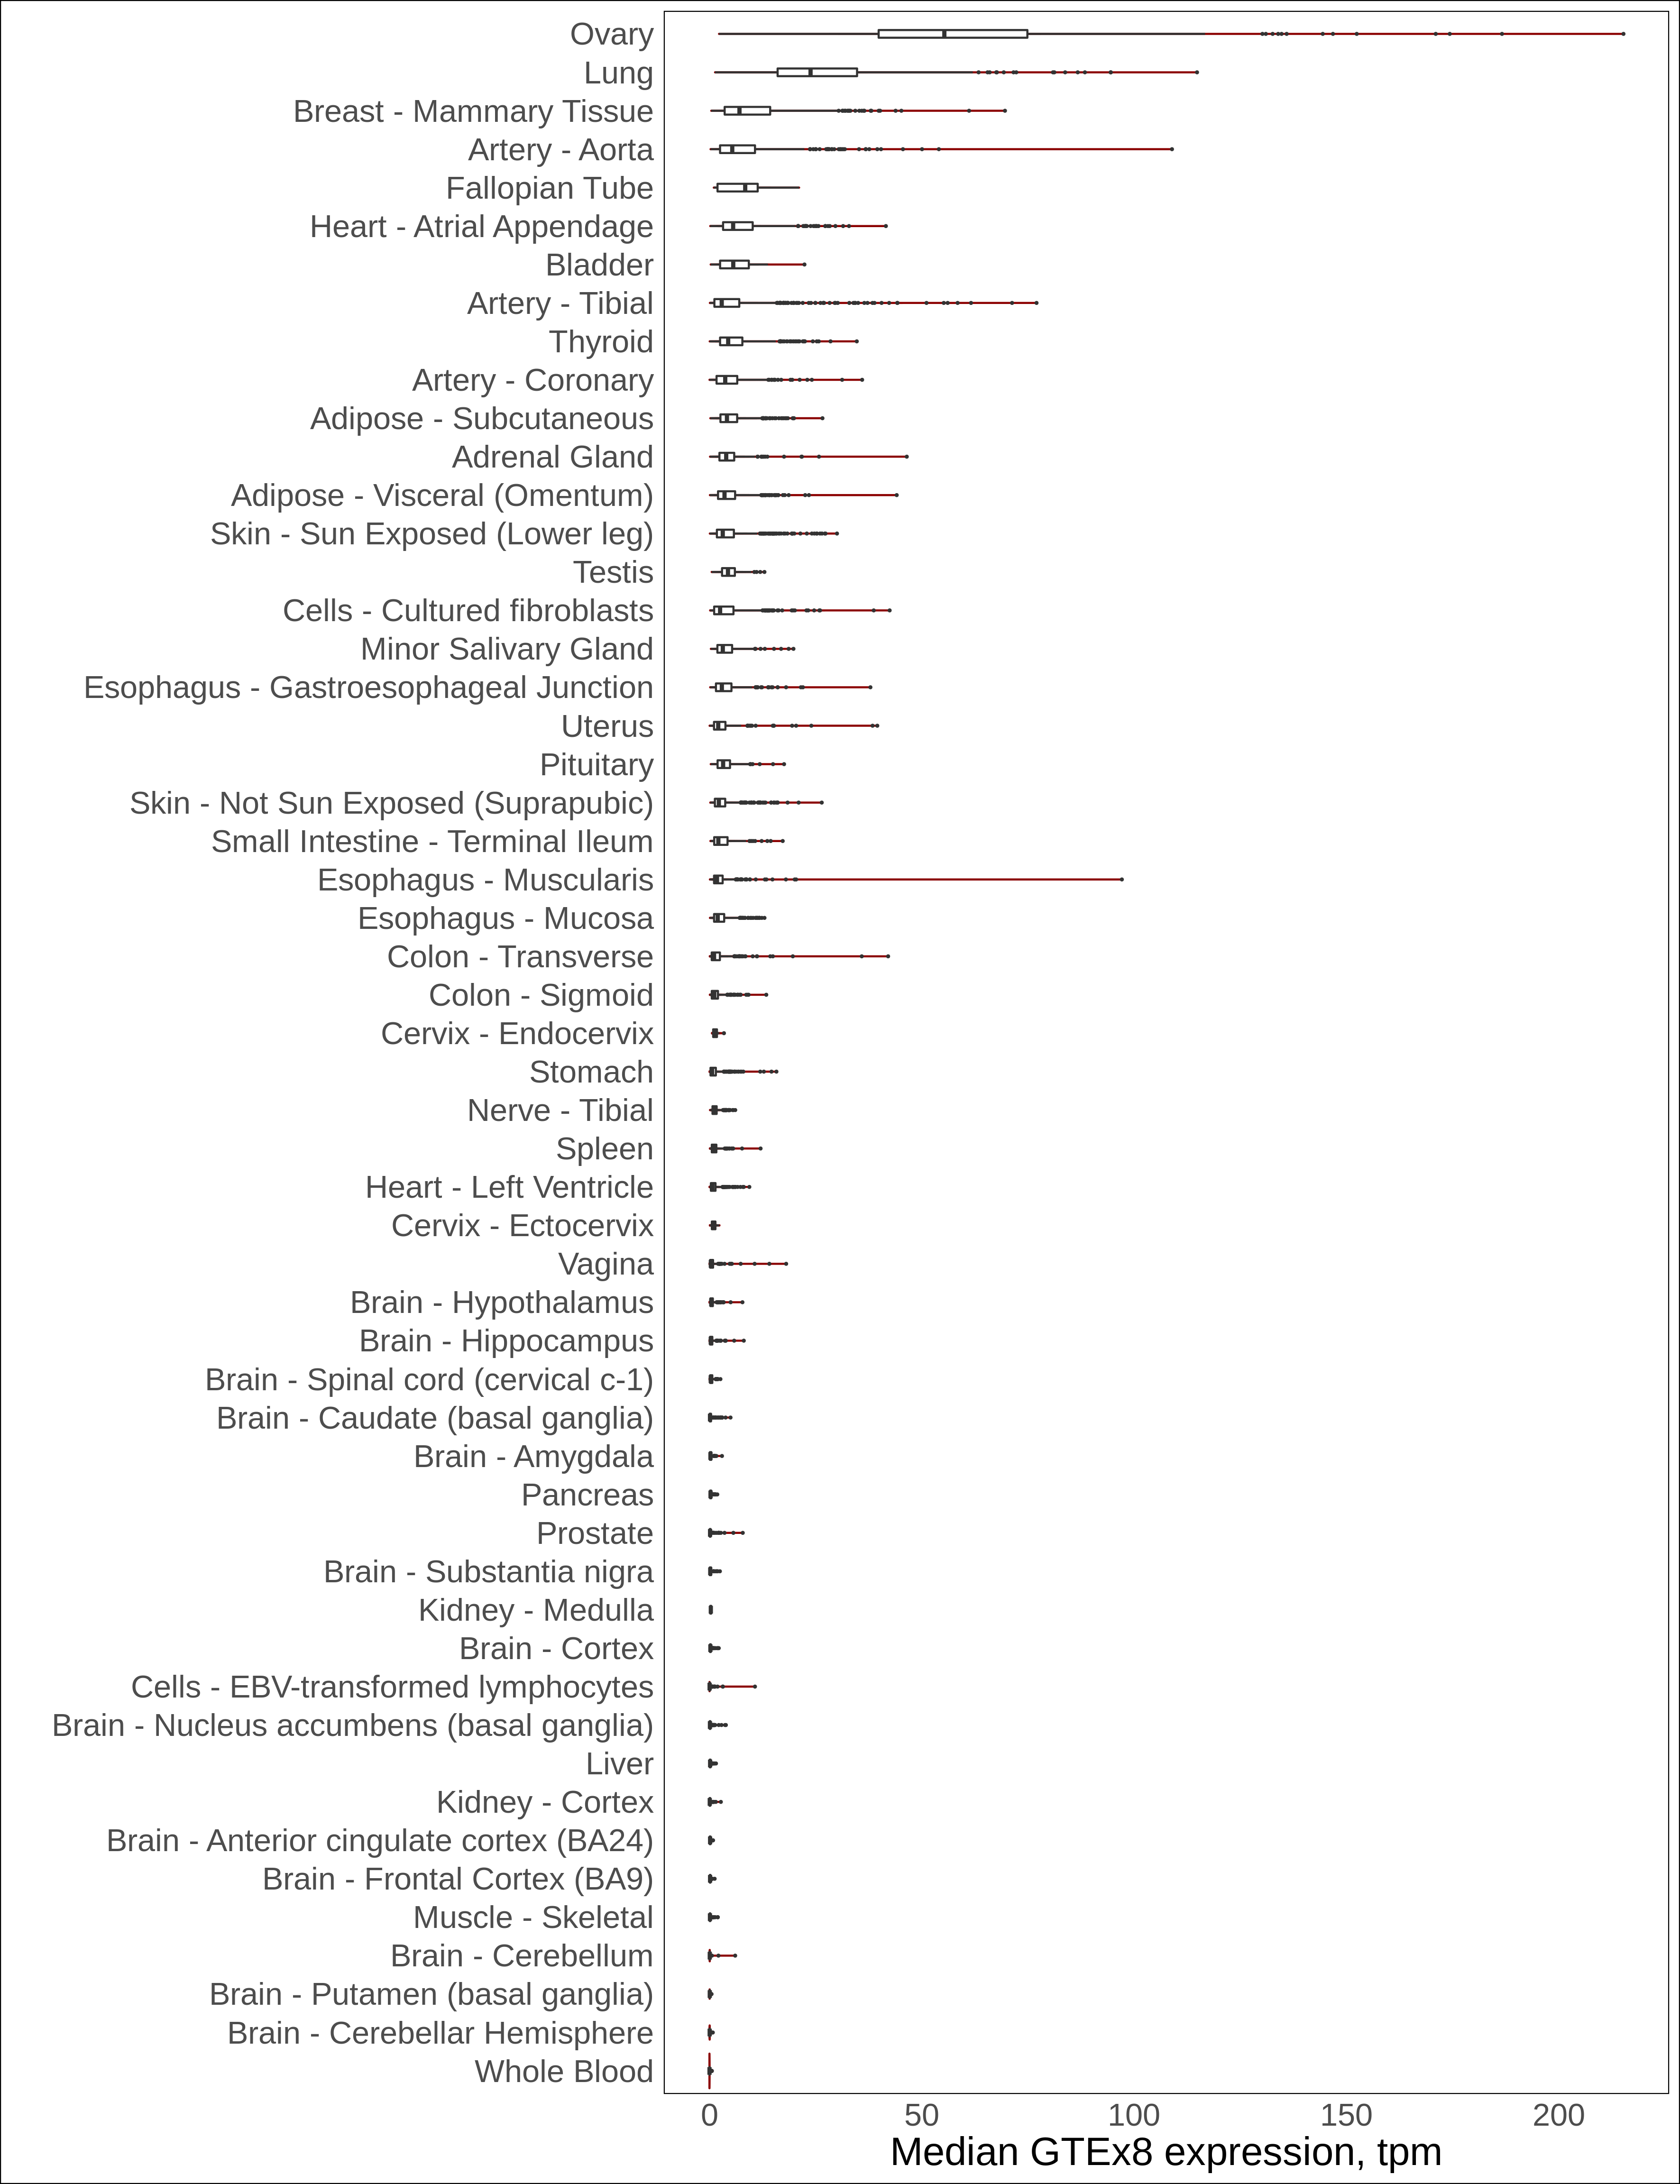 Ovary
Lung
Breast - Mammary Tissue
Artery - Aorta
Fallopian Tube
Heart - Atrial Appendage
Bladder
Artery - Tibial
Thyroid
Artery - Coronary
Adipose - Subcutaneous
Adrenal Gland
Adipose - Visceral (Omentum)
Skin - Sun Exposed (Lower leg)
Testis
Cells - Cultured fibroblasts
Minor Salivary Gland
Esophagus - Gastroesophageal Junction
Uterus
Pituitary
Skin - Not Sun Exposed (Suprapubic)
Small Intestine - Terminal Ileum
Esophagus - Muscularis
Esophagus - Mucosa
Colon - Transverse
Colon - Sigmoid
Cervix - Endocervix
Stomach
Nerve - Tibial
Spleen
Heart - Left Ventricle
Cervix - Ectocervix
Vagina
Brain - Hypothalamus
Brain - Hippocampus
Brain - Spinal cord (cervical c-1)
Brain - Caudate (basal ganglia)
Brain - Amygdala
Pancreas
Prostate
Brain - Substantia nigra
Kidney - Medulla
Brain - Cortex
Cells - EBV-transformed lymphocytes
Brain - Nucleus accumbens (basal ganglia)
Liver
Kidney - Cortex
Brain - Anterior cingulate cortex (BA24)
Brain - Frontal Cortex (BA9)
Muscle - Skeletal
Brain - Cerebellum
Brain - Putamen (basal ganglia)
Brain - Cerebellar Hemisphere
Whole Blood
0 50 100 150 200
Median GTEx8 expression, tpm